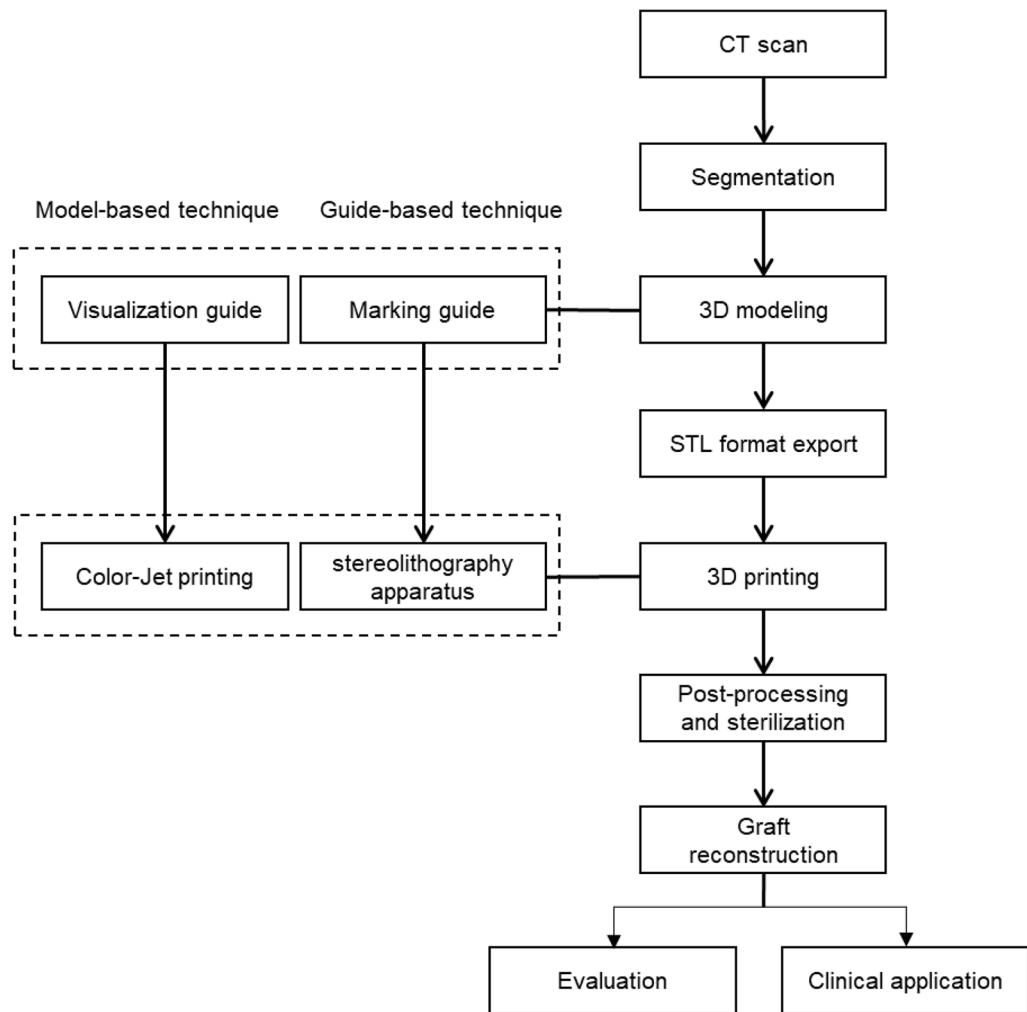 CT scan
Segmentation
Model-based technique
Guide-based technique
Visualization guide
Marking guide
3D modeling
STL format export
Color-Jet printing
stereolithography
apparatus
3D printing
Post-processing
and sterilization
Graft
reconstruction
Evaluation
Clinical application